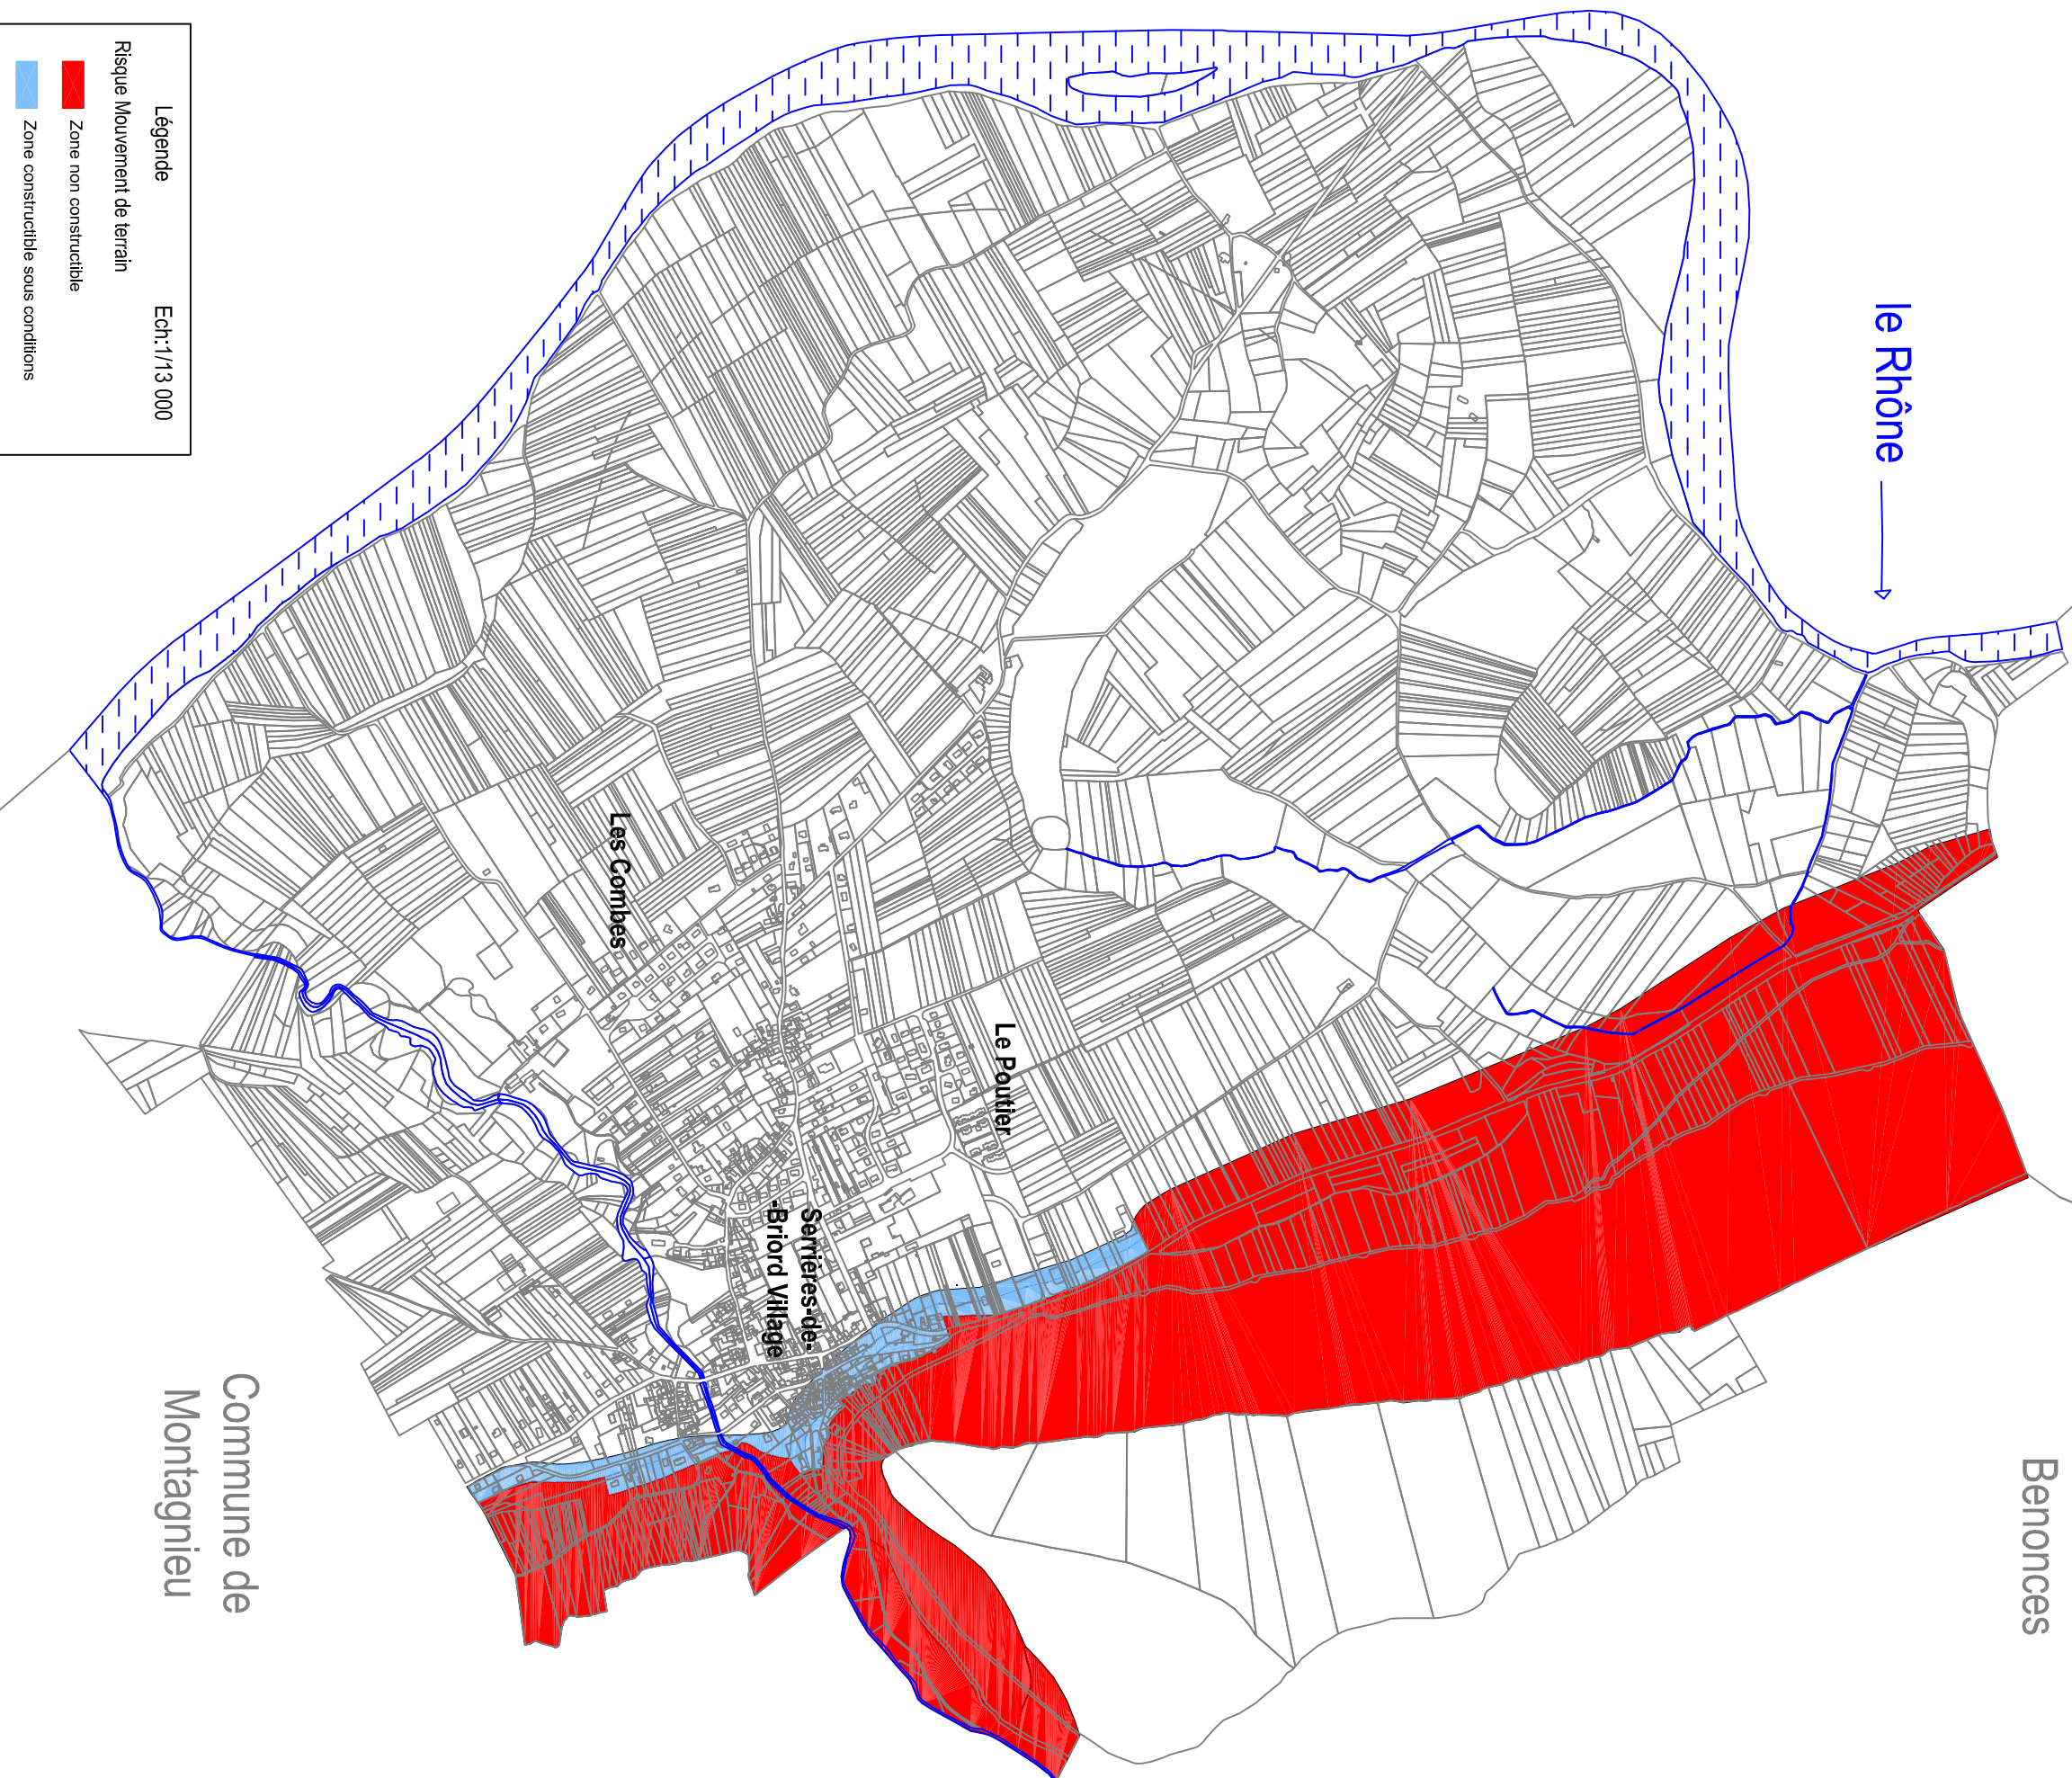 Légende
Ech:1/13 000
Risque Mouvement de terrain
Zone non constructible
Zone constructible sous conditions
le Rhône
Benonces
Les Combes
Le Poutier
Serrières-de-
-Briord Village
Commune de
Montagnieu